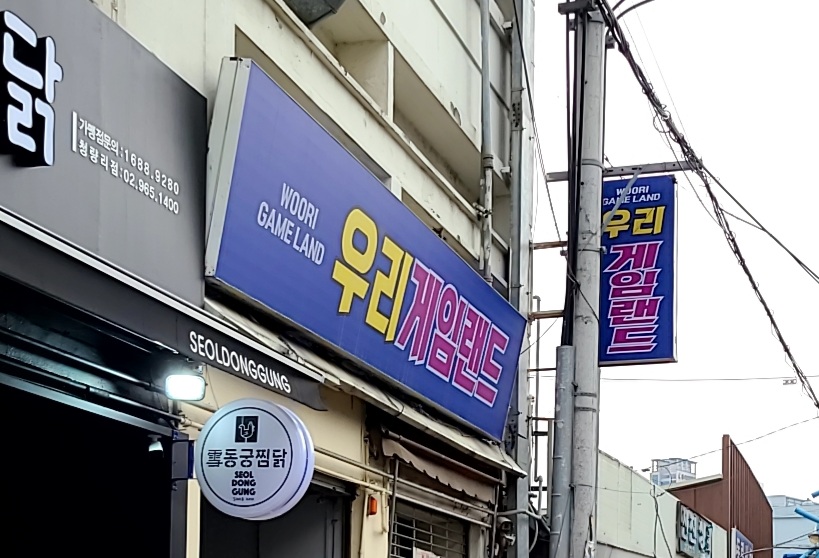 닭
가맹점문의 : 1688.9280
청량리점 : 02.965.1400
SEOLDONGGUNG
雪동궁찜닭
SEOL
DONG
GUNG
WOORI
GAME LAND
우리게임랜드
WOORI
GAME LAND
우리
게임랜드